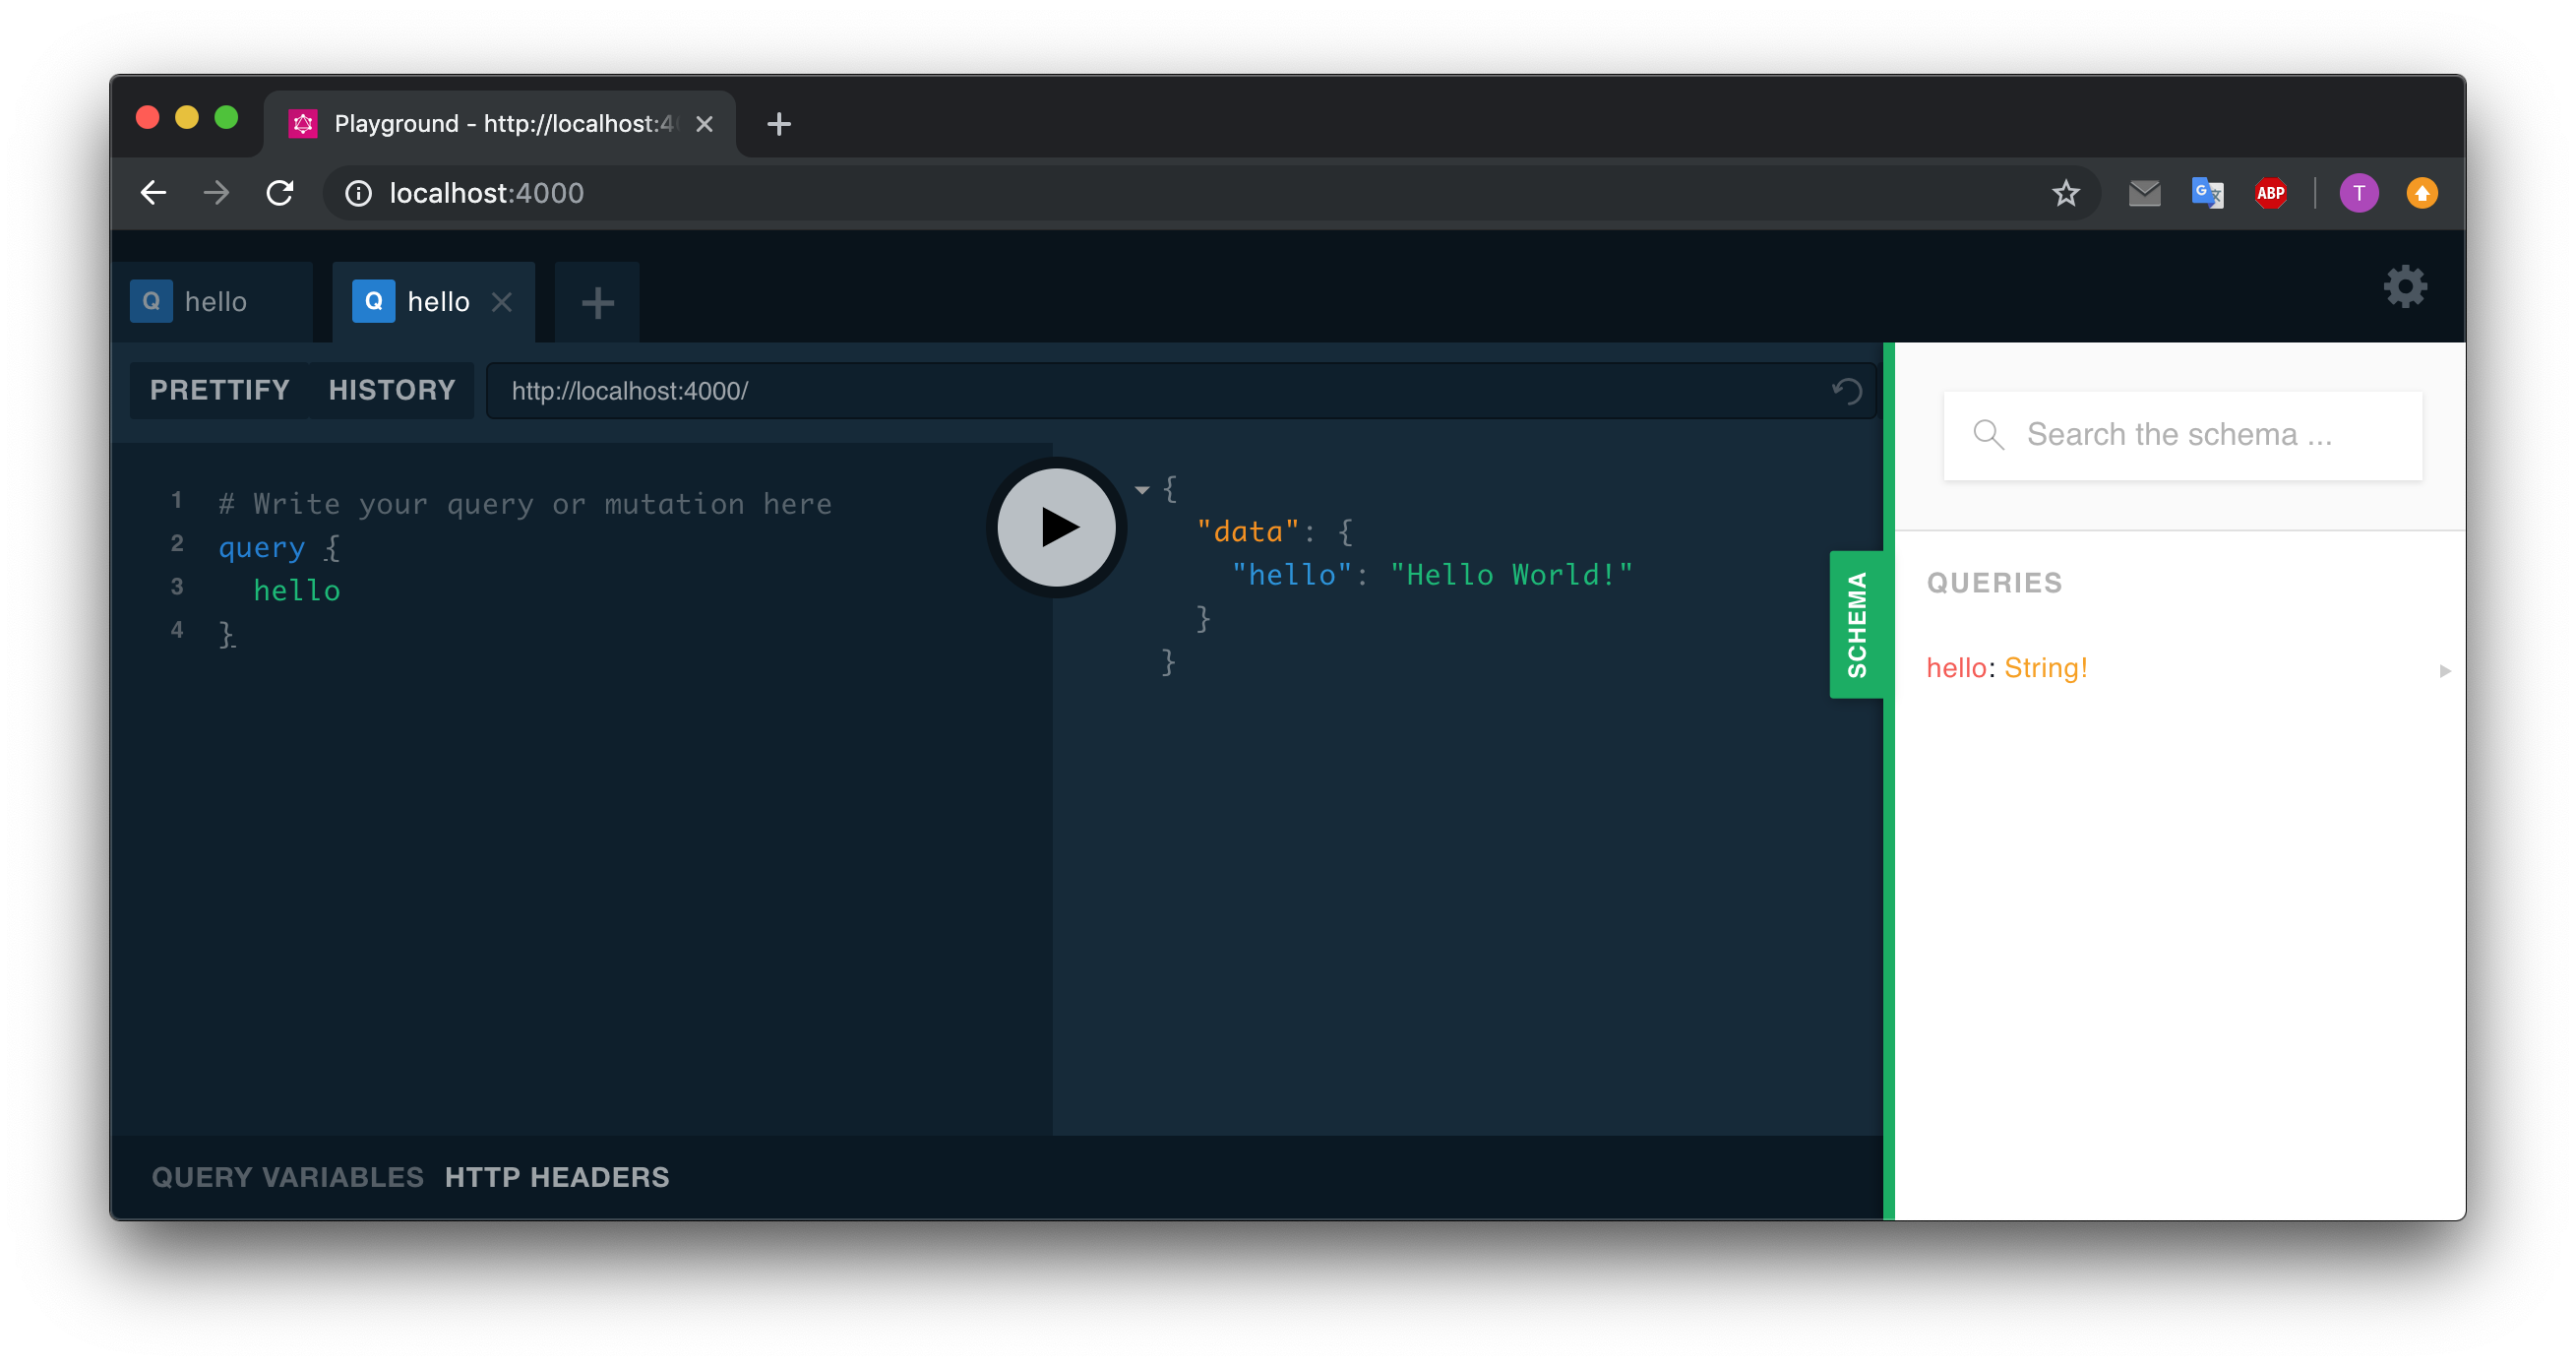 Playground - http://localhost:4
localhost:4000
Q hello
Q hello
PRETTIFY HISTORY http://localhost:4000/
1 # Write your query or mutation here
2 query {
3   hello
4 }
{
  "data": {
    "hello": "Hello World!"
  }
}
SCHEMA
Search the schema ...
QUERIES
hello: String!
QUERY VARIABLES HTTP HEADERS
ABP
T
G